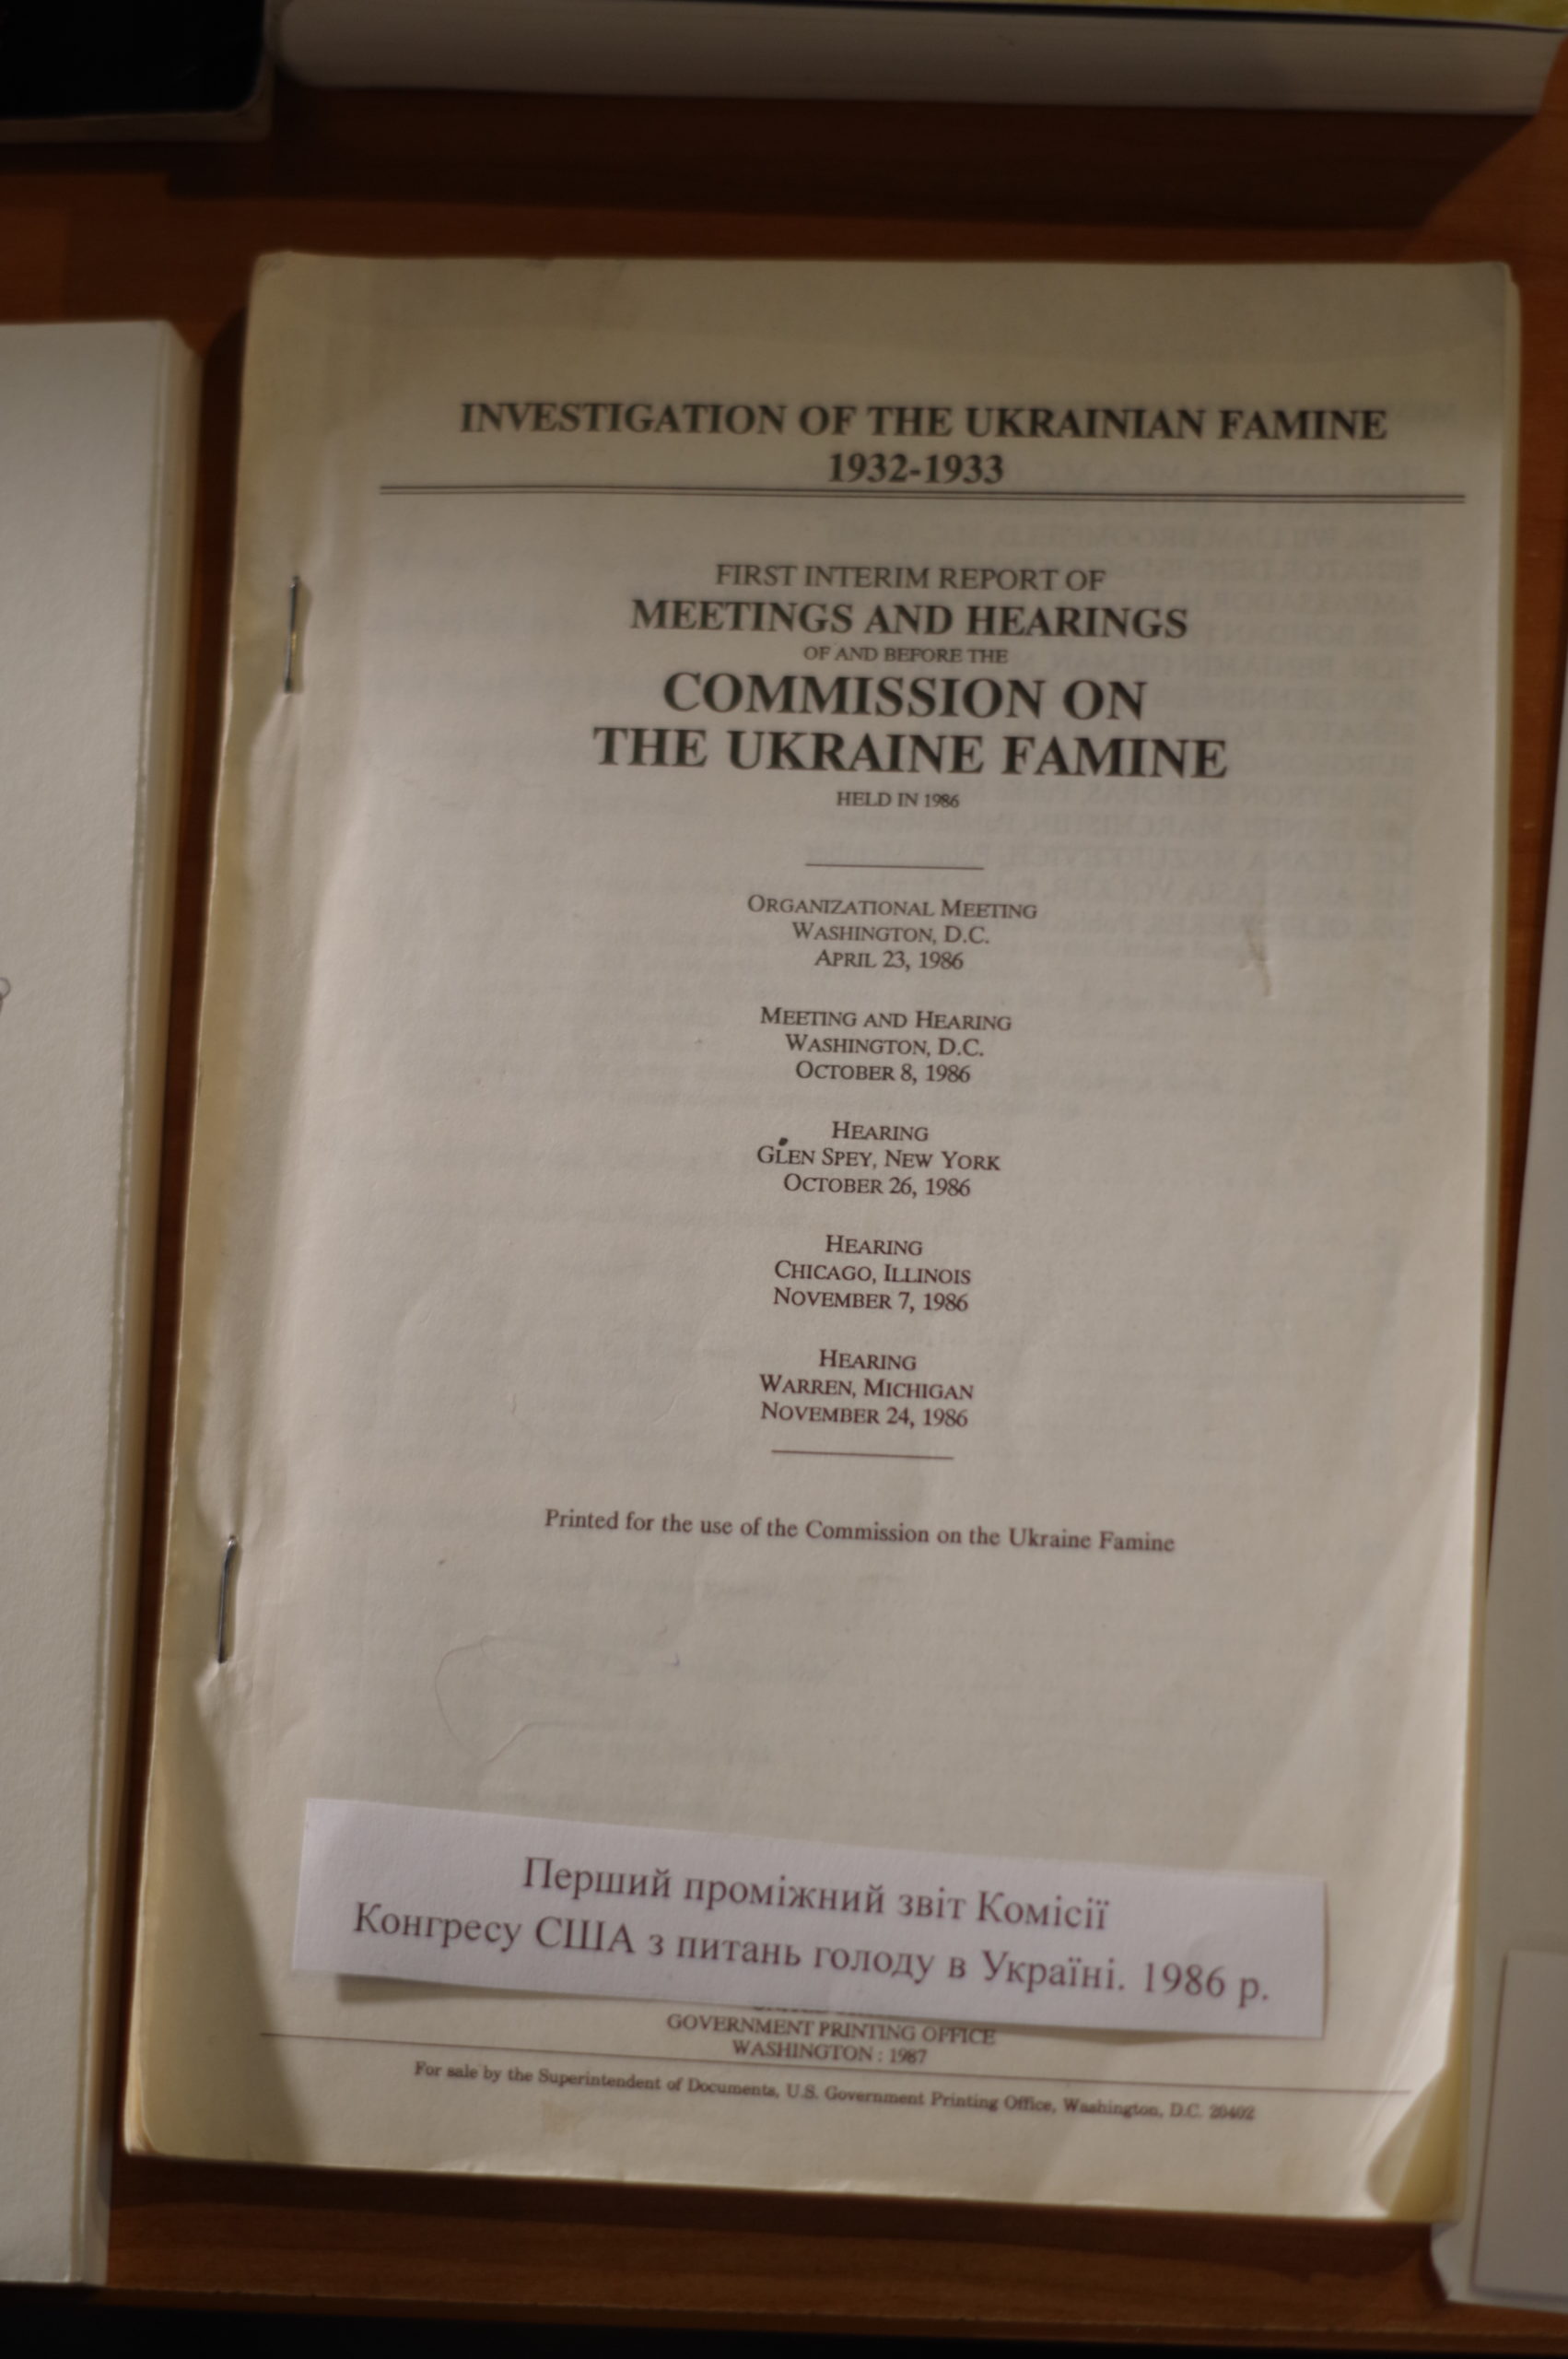 INVESTIGATION OF THE UKRAINIAN FAMINE
1932-1933
FIRST INTERIM REPORT OF
MEETINGS AND HEARINGS
OF AND BEFORE THE
COMMISSION ON
THE UKRAINE FAMINE
HELD IN 1986
ORGANIZATIONAL MEETING
WASHINGTON, D.C.
APRIL 23, 1986
MEETING AND HEARING
WASHINGTON, D.C.
OCTOBER 8, 1986
HEARING
GLEN SPEY, NEW YORK
OCTOBER 26, 1986
HEARING
CHICAGO, ILLINOIS
NOVEMBER 7, 1986
HEARING
WARREN, MICHIGAN
NOVEMBER 24, 1986
Printed for the use of the Commission on the Ukraine Famine
Перший проміжний звіт Комісії
Конгресу США з питань голоду в Україні. 1986 р.
GOVERNMENT PRINTING OFFICE
WASHINGTON : 1987
For sale by the Superintendent of Documents, U.S. Government Printing Office, Washington, D.C. 20402